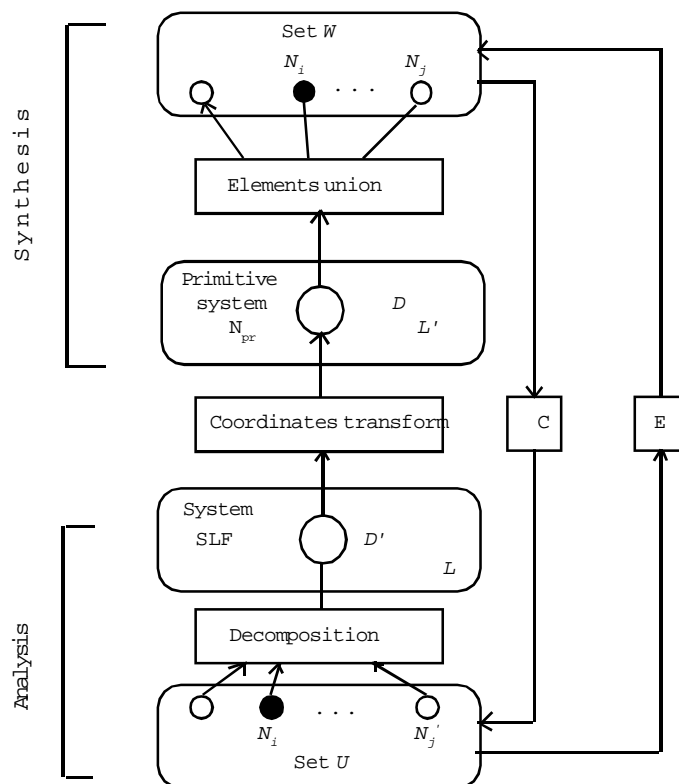 Set W
N_i N_j
. . .
Synthesis
Elements union
Primitive
system D
N_pr L'
Coordinates transform
C
E
System
SLF D'
L
Decomposition
Analysis
. . .
N_i N_j'
Set U